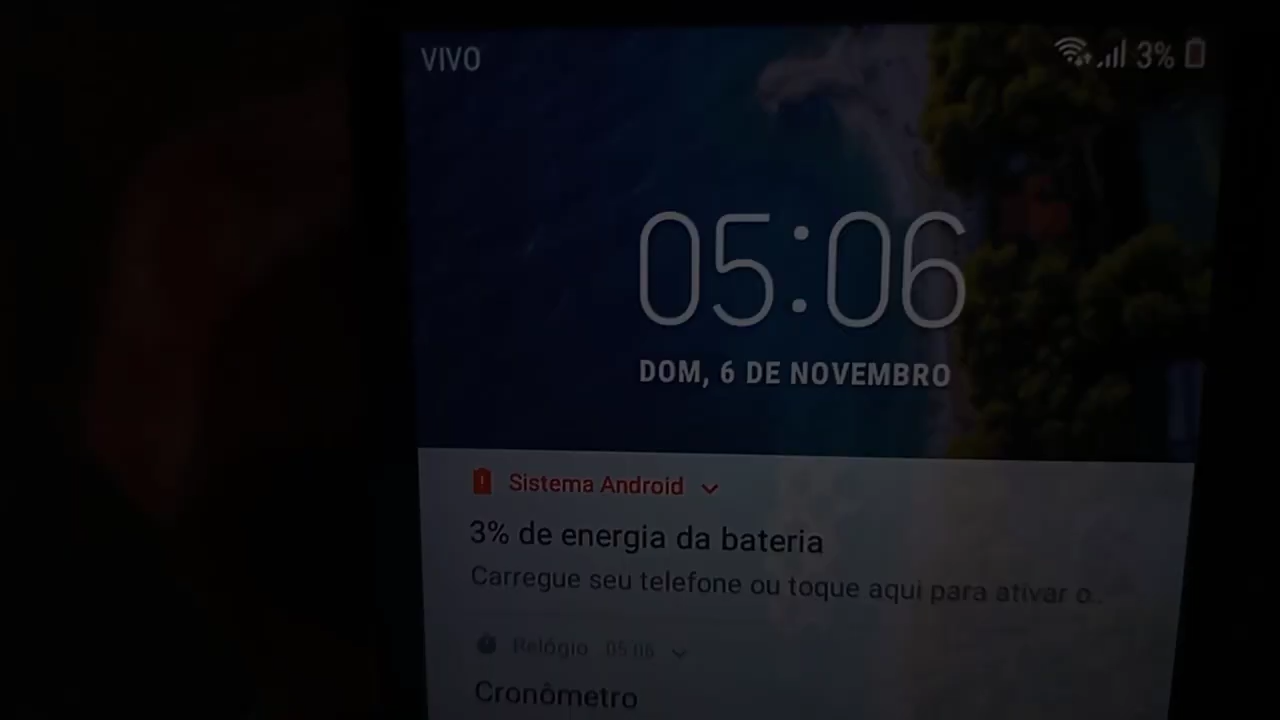 VIVO 3%
05:06
DOM, 6 DE NOVEMBRO
Sistema Android
3% de energia da bateria
Carregue seu telefone ou toque aqui para ativar o..
Relógio 05:06
Cronômetro